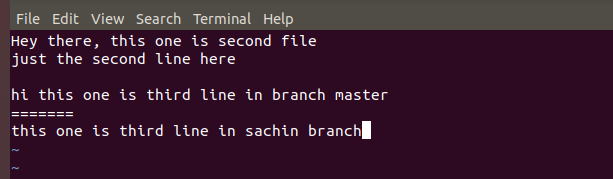 File Edit View Search Terminal Help
Hey there, this one is second file
just the second line here

hi this one is third line in branch master
=======
this one is third line in sachin branch
~
~